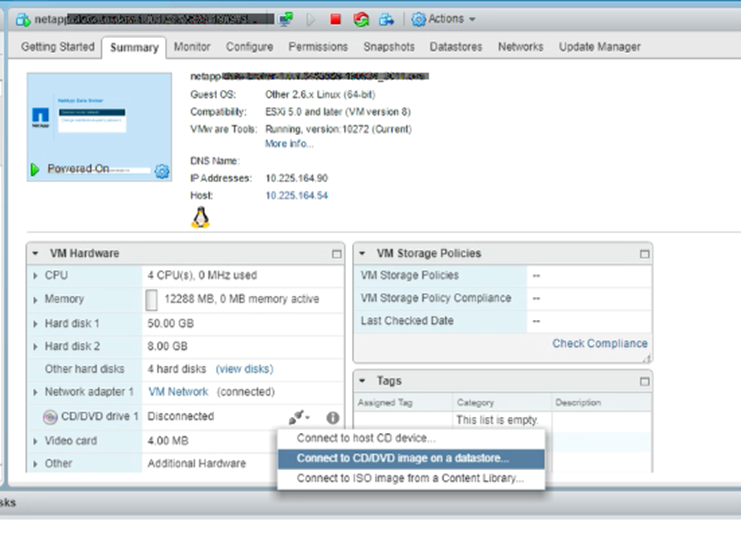 netapp
Actions
Getting Started Summary Monitor Configure Permissions Snapshots Datastores Networks Update Manager
netapp
Guest OS: Other 2.6.x Linux (64-bit)
Compatibility: ESXi 5.0 and later (VM version 8)
VMware Tools: Running, version:10272 (Current)
More info...
DNS Name:
IP Addresses: 10.225.164.90
Host: 10.225.164.54
Powered On
VM Hardware
CPU 4 CPU(s), 0 MHz used
Memory 12288 MB, 0 MB memory active
Hard disk 1 50.00 GB
Hard disk 2 8.00 GB
Other hard disks 4 hard disks (view disks)
Network adapter 1 VM Network (connected)
CD/DVD drive 1 Disconnected
Video card 4.00 MB
Other Additional Hardware
VM Storage Policies
VM Storage Policies --
VM Storage Policy Compliance --
Last Checked Date --
Check Compliance
Tags
Assigned Tag Category Description
This list is empty.
Connect to host CD device...
Connect to CD/DVD image on a datastore...
Connect to ISO image from a Content Library...
sks